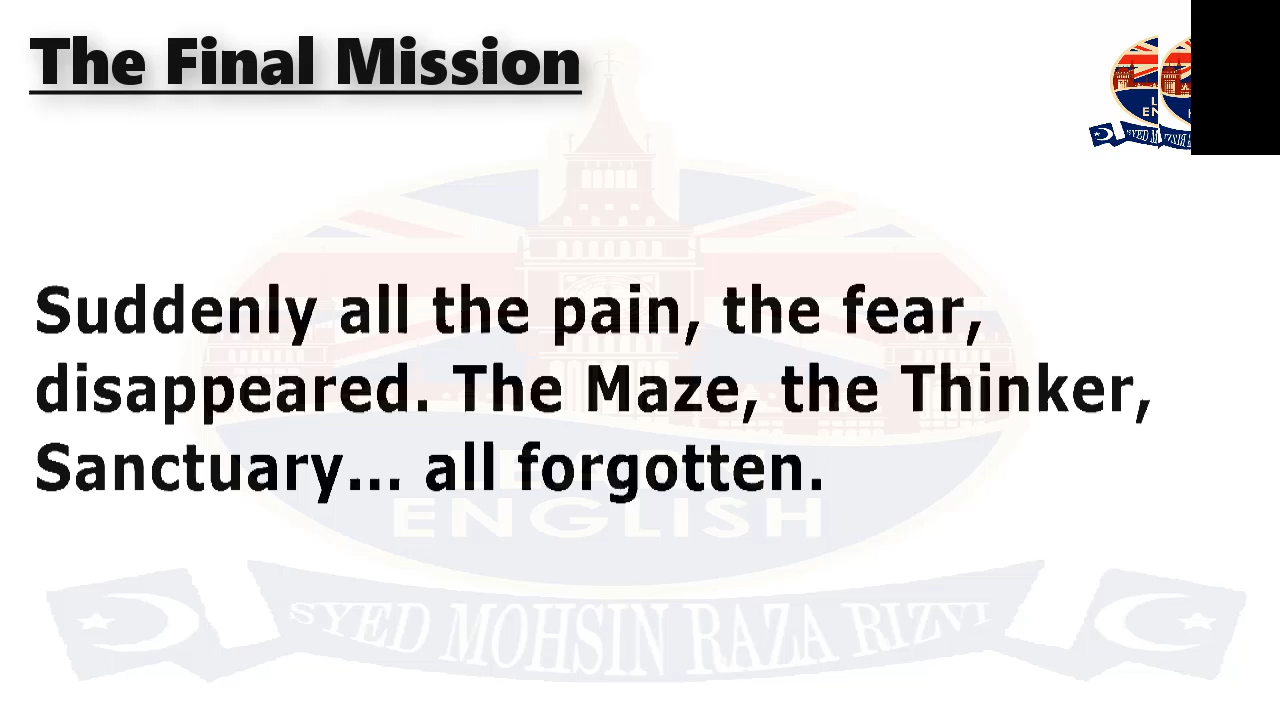 The Final Mission
Suddenly all the pain, the fear,
disappeared. The Maze, the Thinker,
Sanctuary... all forgotten.
ENGLISH
SYED MOHSIN RAZA RIZVI